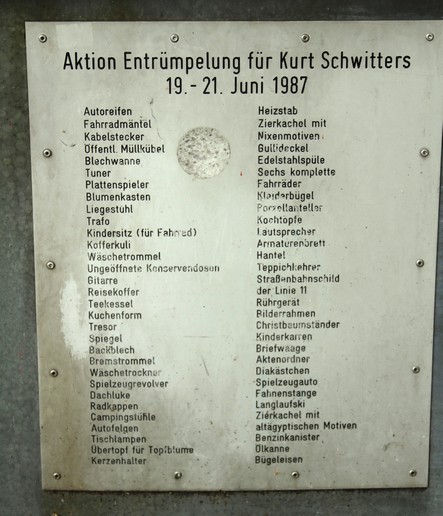 Aktion Entrümpelung für Kurt Schwitters
19.- 21. Juni 1987
Autoreifen
Fahrradmäntel
Kabelstecker
Öffentl. Müllkübel
Blechwanne
Tuner
Plattenspieler
Blumenkasten
Liegestuhl
Trafo
Kindersitz (für Fahrrad)
Kofferkuli
Wäschetrommel
Ungeöffnete Konservendosen
Gitarre
Reisekoffer
Teekessel
Kuchenform
Tresor
Spiegel
Backblech
Bremstrommel
Wäschetrockner
Spielzeugrevolver
Dachluke
Radkappen
Campingstühle
Autofelgen
Tischlampen
Übertopf für Topfblume
Kerzenhalter
Heizstab
Zierkachel mit
Nixenmotiven
Gullideckel
Edelstahlspüle
Sechs komplette
Fahrräder
Kleiderbügel
Porzellanteller
Kochtöpfe
Lautsprecher
Armaturenbrett
Hantel
Teppichkehrer
Straßenbahnschild
der Linie 11
Rührgerät
Bilderrahmen
Christbaumständer
Kinderkarren
Briefwaage
Aktenordner
Diakästchen
Spielzeugauto
Fahnenstange
Langlaufski
Zierkachel mit
altägyptischen Motiven
Benzinkanister
Ölkanne
Bügeleisen